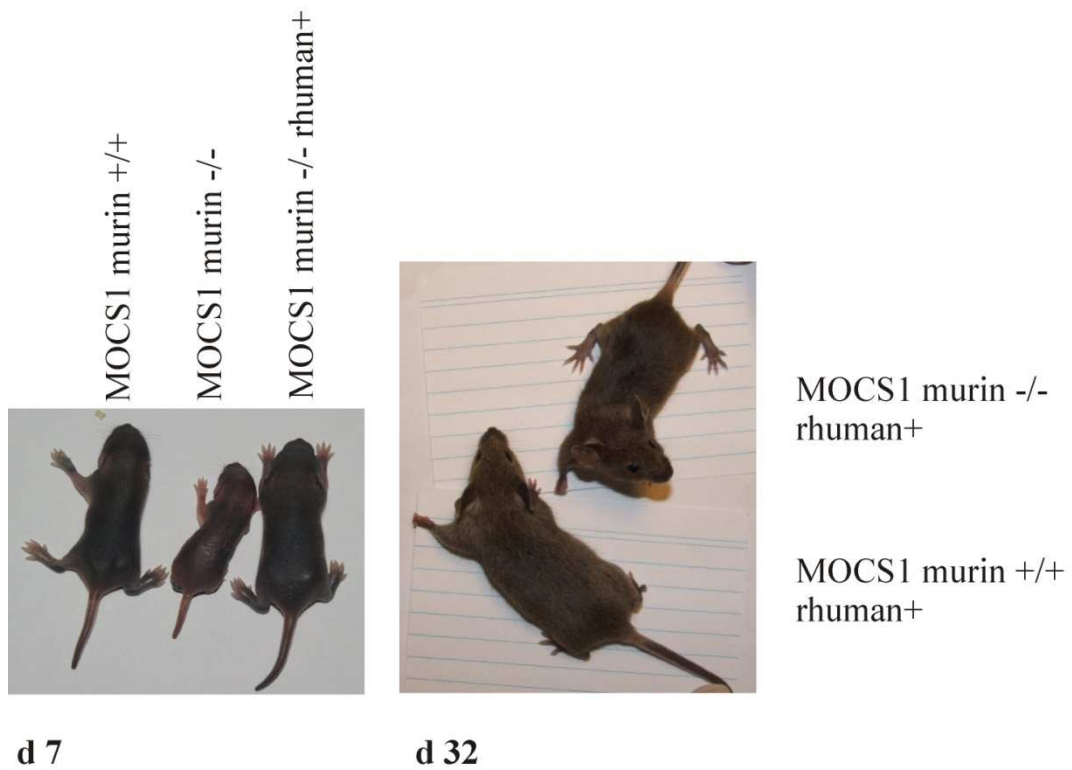 MOCS1 murin +/+
MOCS1 murin -/-
MOCS1 murin -/- rhuman+
MOCS1 murin -/-
rhuman+
MOCS1 murin +/+
rhuman+
d 7
d 32